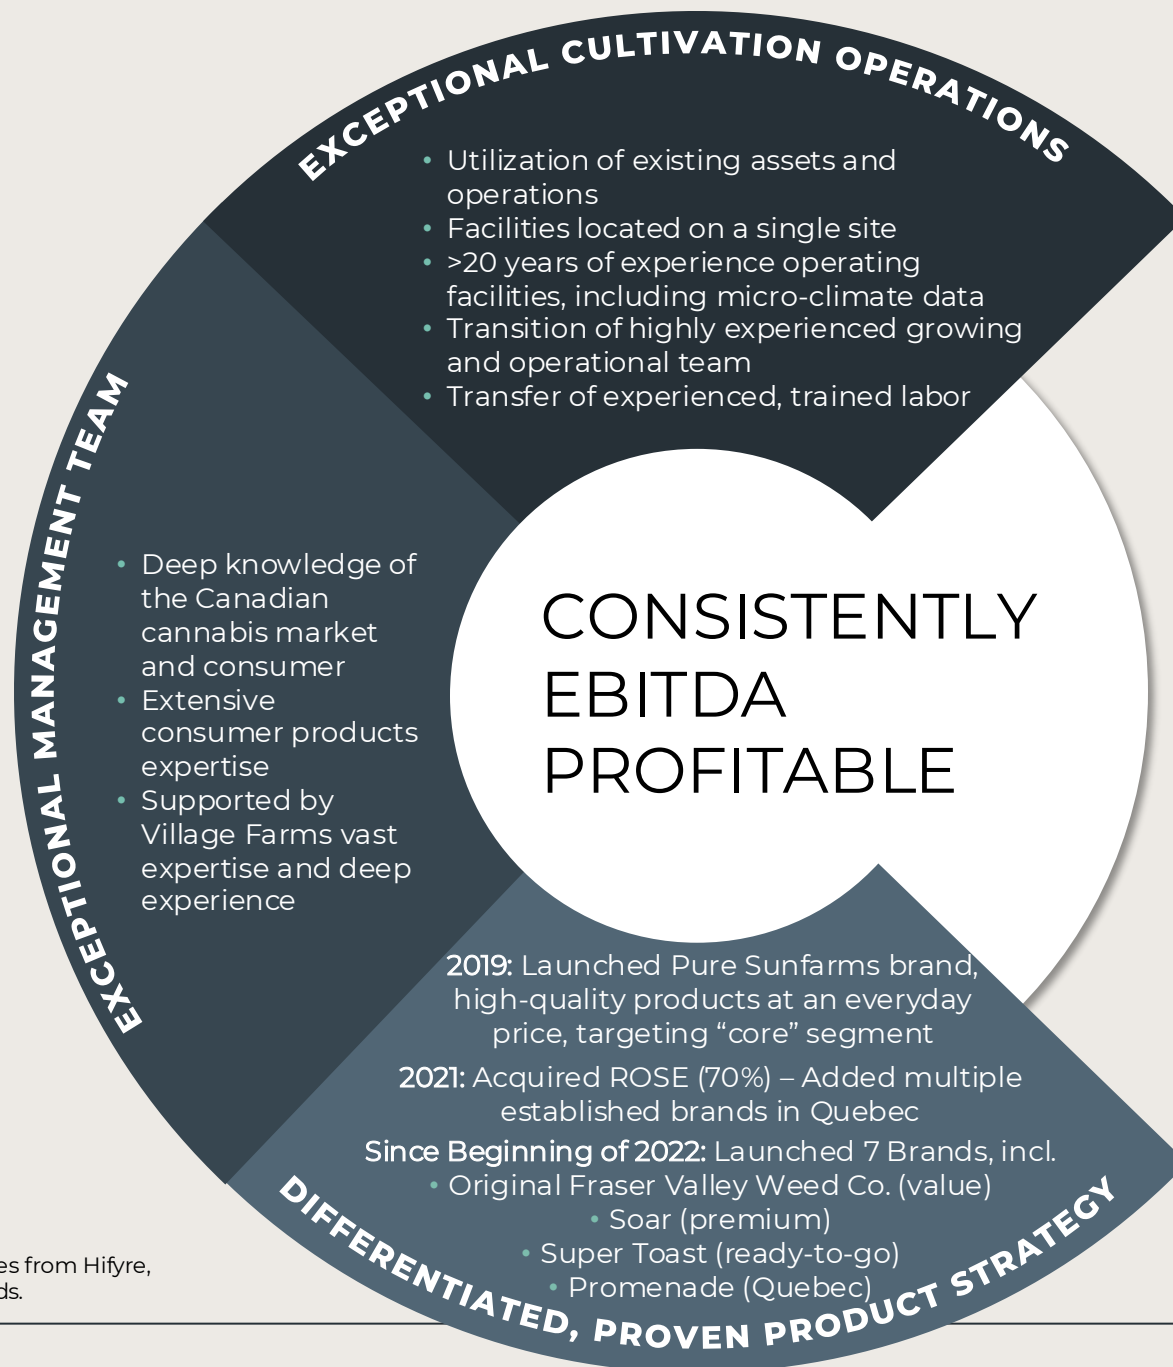 EXCEPTIONAL CULTIVATION OPERATIONS
• Utilization of existing assets and
operations
• Facilities located on a single site
• >20 years of experience operating
facilities, including micro-climate data
• Transition of highly experienced growing
and operational team
• Transfer of experienced, trained labor
EXCEPTIONAL MANAGEMENT TEAM
• Deep knowledge of
the Canadian
cannabis market
and consumer
• Extensive
consumer products
expertise
• Supported by
Village Farms vast
expertise and deep
experience
CONSISTENTLY
EBITDA
PROFITABLE
2019: Launched Pure Sunfarms brand,
high-quality products at an everyday
price, targeting “core” segment
2021: Acquired ROSE (70%) – Added multiple
established brands in Quebec
Since Beginning of 2022: Launched 7 Brands, incl.
• Original Fraser Valley Weed Co. (value)
• Soar (premium)
• Super Toast (ready-to-go)
• Promenade (Quebec)
DIFFERENTIATED, PROVEN PRODUCT STRATEGY
from Hifyre,